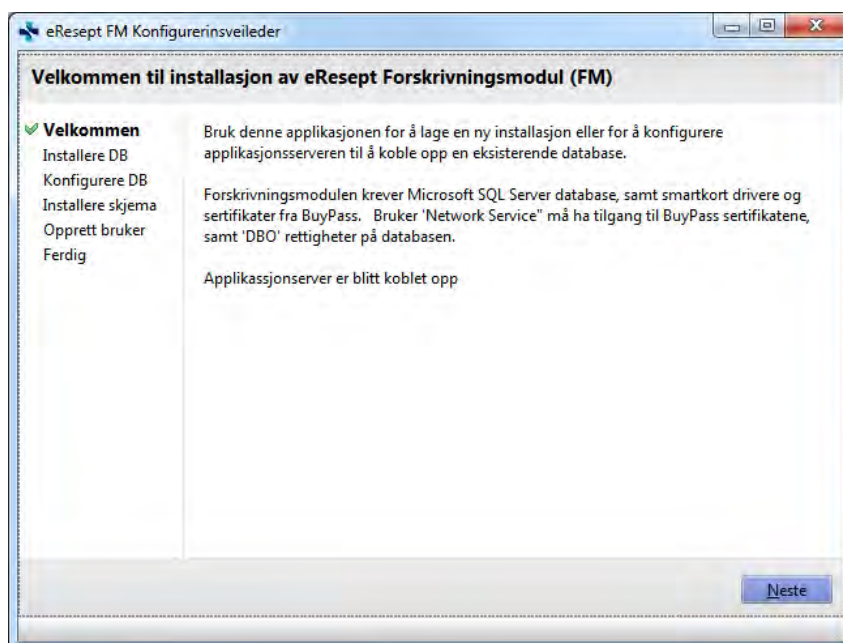 eResept FM Konfigurerinsveileder
Velkommen til installasjon av eResept Forskrivningsmodul (FM)
Velkommen
Installere DB
Konfigurere DB
Installere skjema
Opprett bruker
Ferdig
Bruk denne applikasjonen for å lage en ny installasjon eller for å konfigurere
applikasjonsserveren til å koble opp en eksisterende database.
Forskrivningsmodulen krever Microsoft SQL Server database, samt smartkort drivere og
sertifikater fra BuyPass. Bruker 'Network Service" må ha tilgang til BuyPass sertifikatene,
samt 'DBO' rettigheter på databasen.
Applikassjonserver er blitt koblet opp
Neste